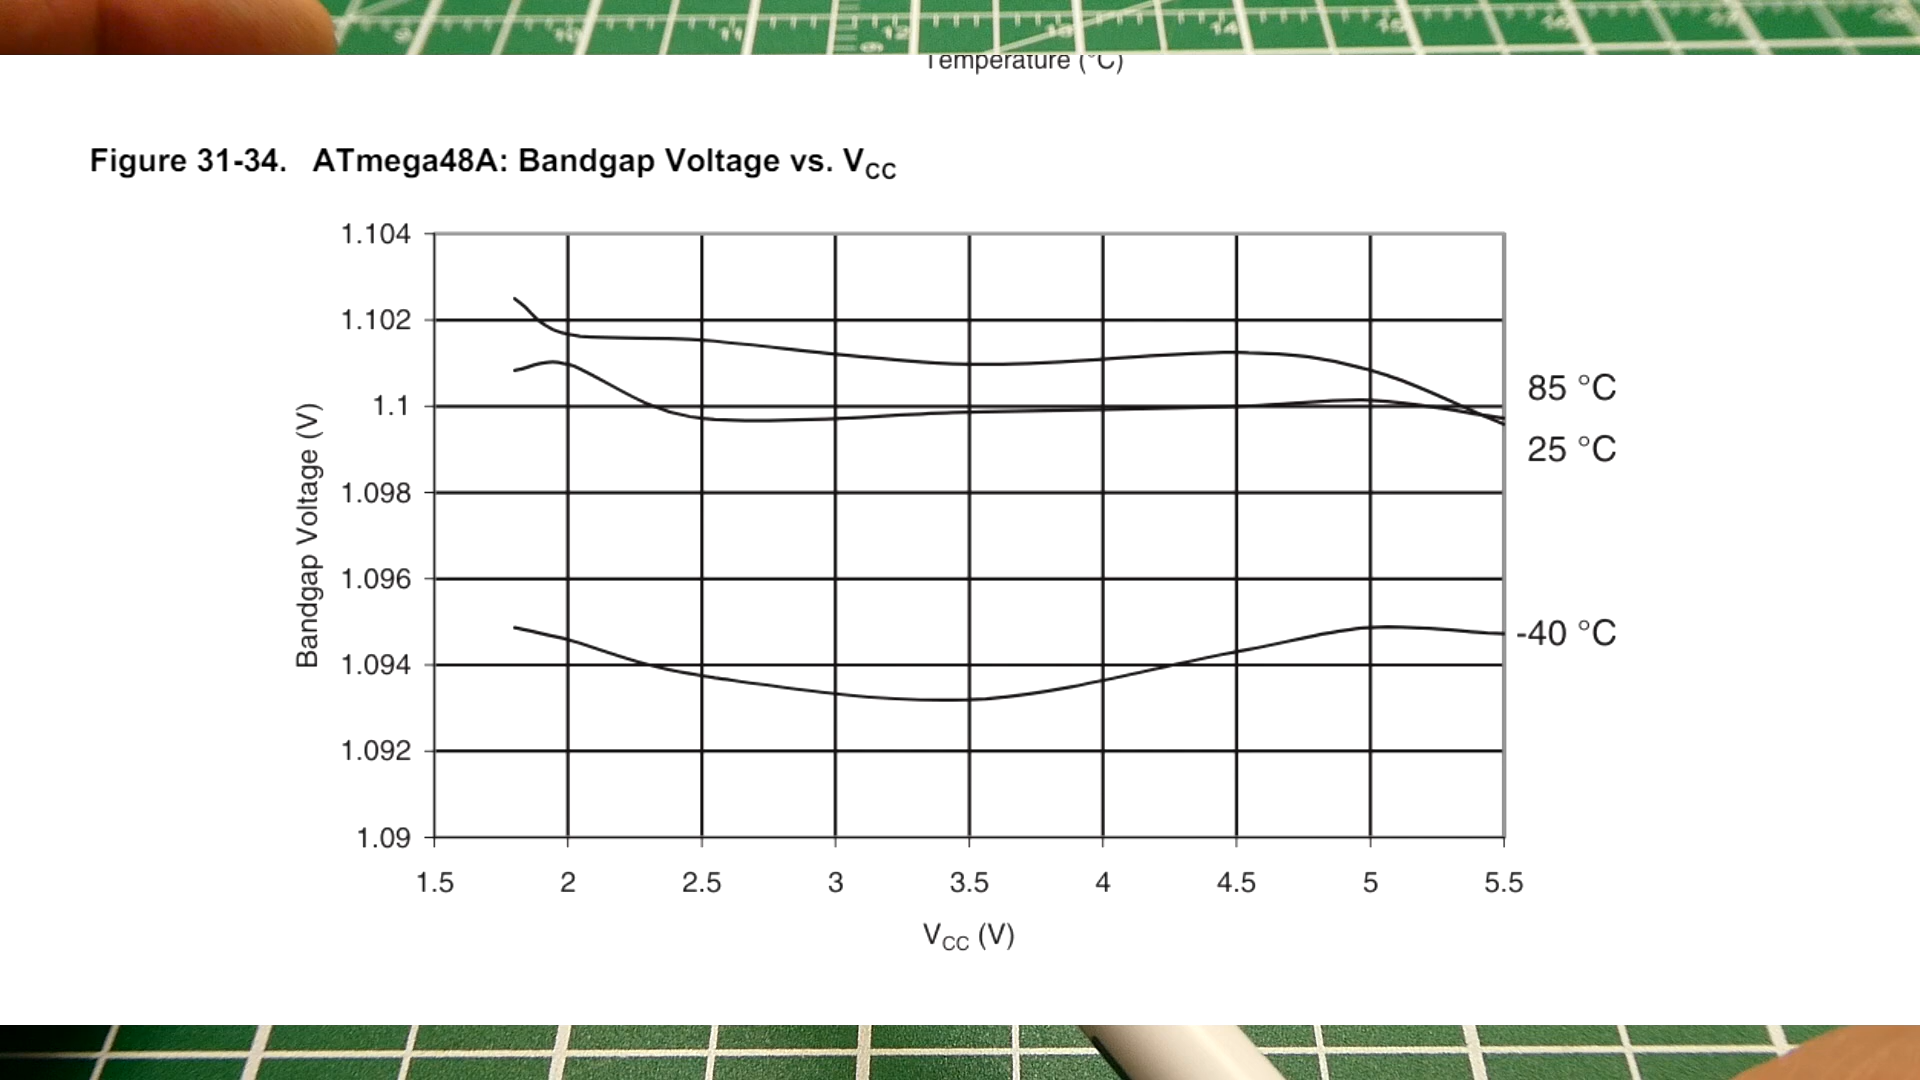 Temperature (°C)
Figure 31-34. ATmega48A: Bandgap Voltage vs. VCC
1.104
1.102
1.1
1.098
1.096
1.094
1.092
1.09
Bandgap Voltage (V)
85 °C
25 °C
-40 °C
1.5 2 2.5 3 3.5 4 4.5 5 5.5
VCC (V)